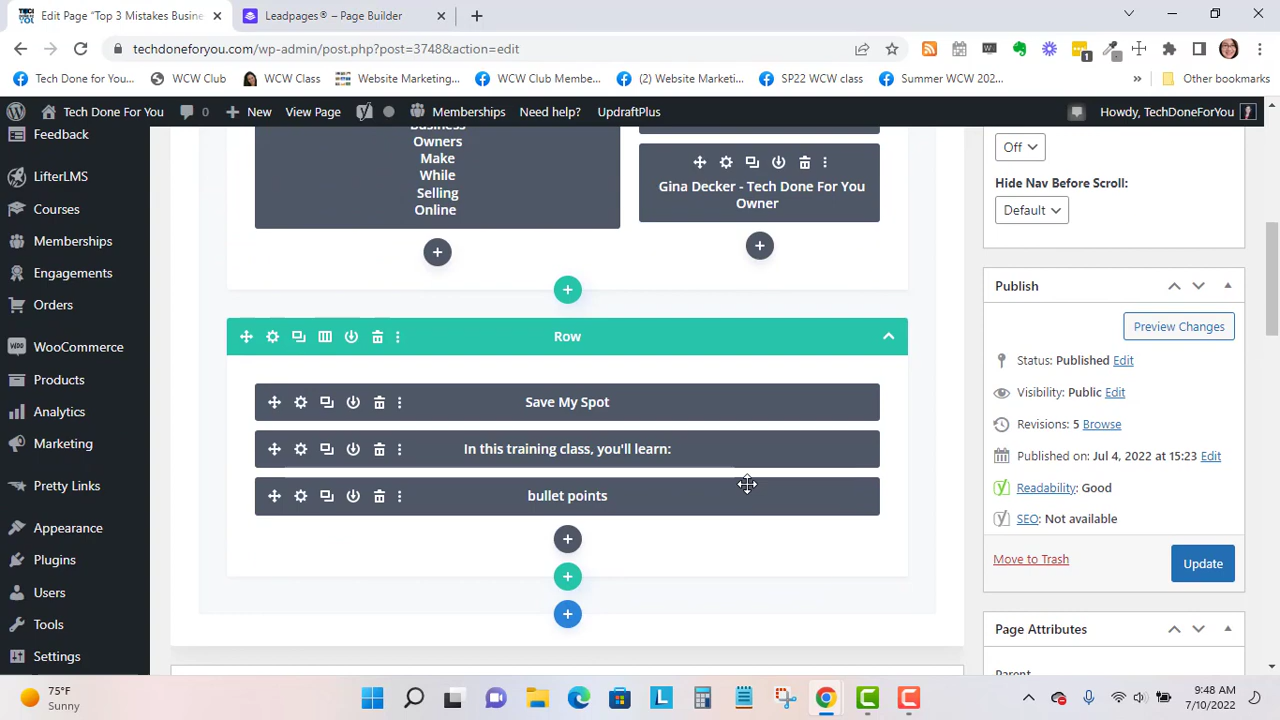 Edit Page “Top 3 Mistakes Busine
Leadpages® – Page Builder
techdoneforyou.com/wp-admin/post.php?post=3748&action=edit
1
Tech Done for You...
WCW Club
WCW Class
Website Marketing...
WCW Club Membe...
(2) Website Marketi...
SP22 WCW class
Summer WCW 202...
Other bookmarks
Tech Done For You
0
New
View Page
Memberships
Need help?
UpdraftPlus
Howdy, TechDoneForYou
Feedback
LifterLMS
Courses
Memberships
Engagements
Orders
WooCommerce
Products
Analytics
Marketing
Pretty Links
Appearance
Plugins
Users
Tools
Settings
Business
Owners
Make
While
Selling
Online
Gina Decker - Tech Done For You
Owner
Row
Save My Spot
In this training class, you'll learn:
bullet points
Off
Hide Nav Before Scroll:
Default
Publish
Preview Changes
Status: Published Edit
Visibility: Public Edit
Revisions: 5 Browse
Published on: Jul 4, 2022 at 15:23 Edit
Readability: Good
SEO: Not available
Move to Trash
Update
Page Attributes
75°F
Sunny
9:48 AM
7/10/2022